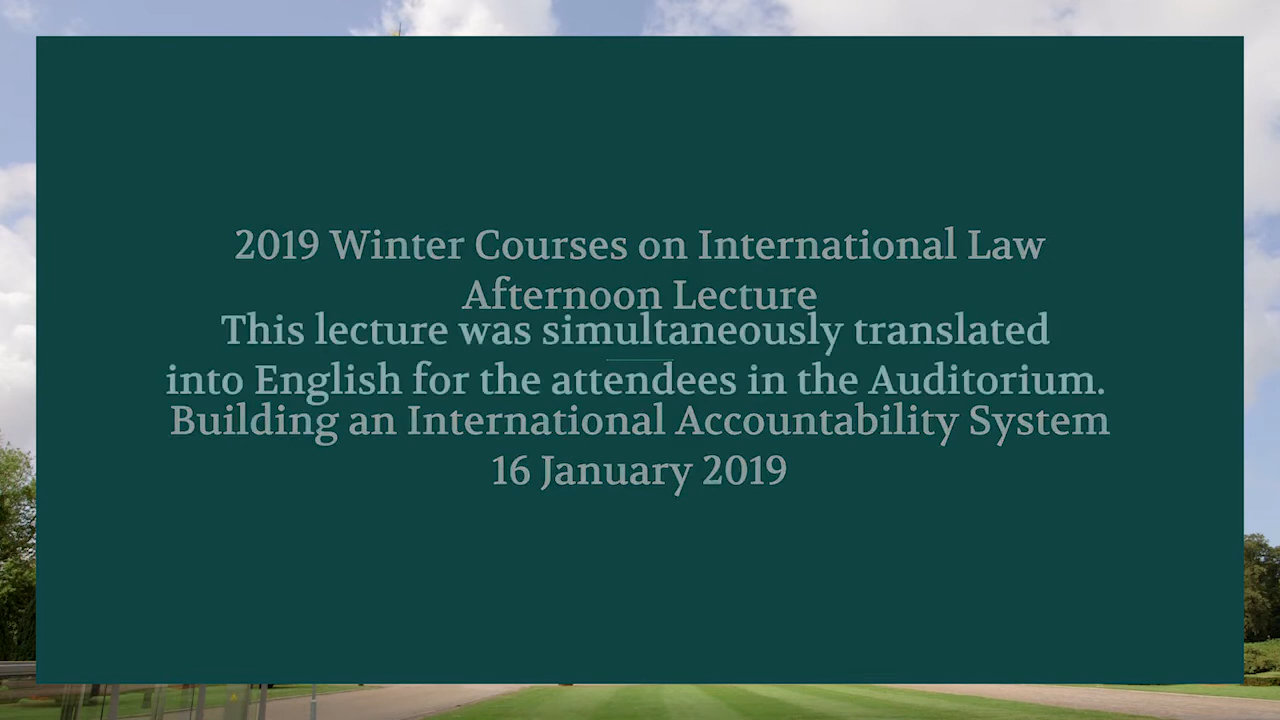 2019 Winter Courses on International Law
Afternoon Lecture
This lecture was simultaneously translated
into English for the attendees in the Auditorium.
Building an International Accountability System
16 January 2019